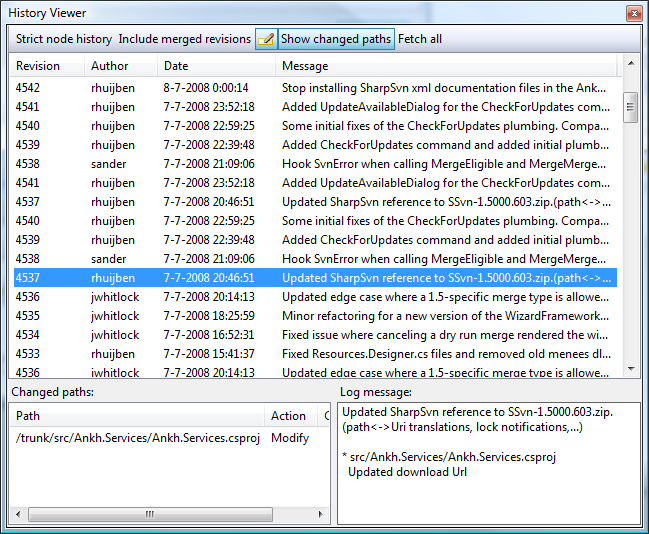 History Viewer
Strict node history Include merged revisions Show changed paths Fetch all
Revision Author Date Message
4542 rhuijben 8-7-2008 0:00:14 Stop installing SharpSvn xml documentation files in the Ank...
4541 rhuijben 7-7-2008 23:52:18 Added UpdateAvailableDialog for the CheckForUpdates com...
4540 rhuijben 7-7-2008 22:59:25 Some initial fixes of the CheckForUpdates plumbing. Compa...
4539 rhuijben 7-7-2008 22:39:48 Added CheckUpdates command and added initial plumb...
4538 sander 7-7-2008 21:09:06 Hook SvnError when calling MergeEligible and MergeMerge...
4541 rhuijben 7-7-2008 23:52:18 Added UpdateAvailableDialog for the CheckForUpdates com...
4537 rhuijben 7-7-2008 20:46:51 Updated SharpSvn reference to SSvn-1.5000.603.zip.(path<->...
4540 rhuijben 7-7-2008 22:59:25 Some initial fixes of the CheckForUpdates plumbing. Compa...
4539 rhuijben 7-7-2008 22:39:48 Added CheckUpdates command and added initial plumb...
4538 sander 7-7-2008 21:09:06 Hook SvnError when calling MergeEligible and MergeMerge...
4537 rhuijben 7-7-2008 20:46:51 Updated SharpSvn reference to SSvn-1.5000.603.zip.(path<->...
4536 jwhitlock 7-7-2008 20:14:13 Updated edge case where a 1.5-specific merge type is allowe...
4535 jwhitlock 7-7-2008 18:25:59 Minor refactoring for a new version of the WizardFramework...
4534 jwhitlock 7-7-2008 16:52:31 Fixed issue where canceling a dry run merge rendered the wi...
4533 rhuijben 7-7-2008 15:41:37 Fixed Resources.Designer.cs files and removed old menees dl...
4536 jwhitlock 7-7-2008 20:14:13 Updated edge case where a 1.5-specific merge type is allowe...
Changed paths: Log message:
Path Action
/trunk/src/Ankh.Services/Ankh.Services.csproj Modify
Updated SharpSvn reference to SSvn-1.5000.603.zip.
(path<->Uri translations, lock notifications,...)
* src/Ankh.Services/Ankh.Services.csproj
Updated download Url